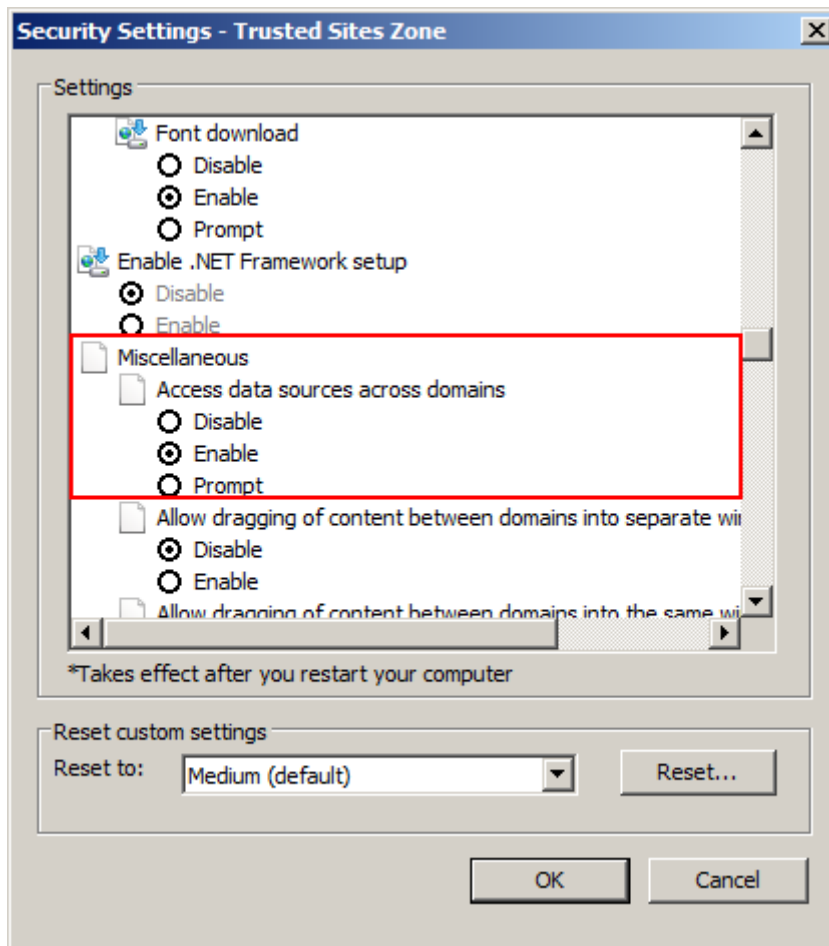 Security Settings - Trusted Sites Zone
Settings
Font download
Disable
Enable
Prompt
Enable .NET Framework setup
Disable
Enable
Miscellaneous
Access data sources across domains
Disable
Enable
Prompt
Allow dragging of content between domains into separate wi
Disable
Enable
Allow dragging of content between domains into the same wi
*Takes effect after you restart your computer
Reset custom settings
Reset to:
Medium (default)
Reset...
OK
Cancel